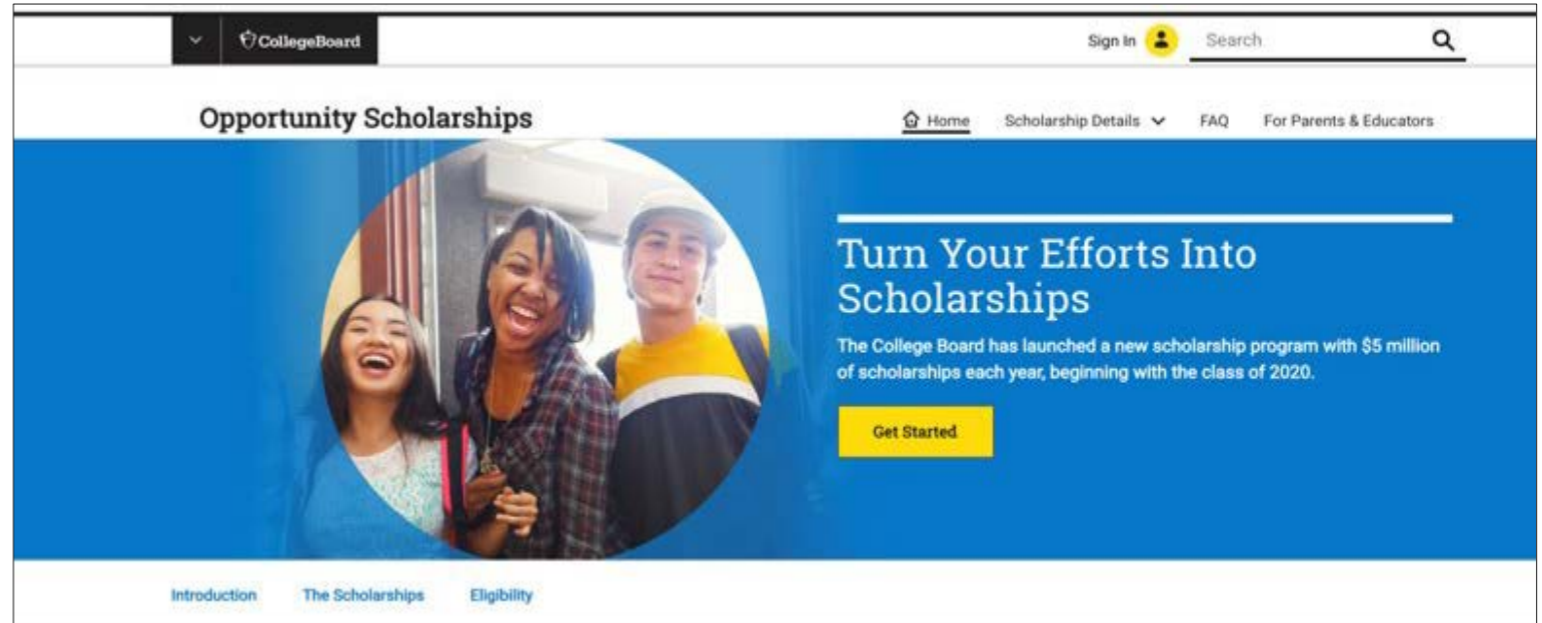 CollegeBoard
Sign In
Search
Opportunity Scholarships
Home
Scholarship Details
FAQ
For Parents & Educators
Turn Your Efforts Into
Scholarships
The College Board has launched a new scholarship program with $5 million
of scholarships each year, beginning with the class of 2020.
Get Started
Introduction
The Scholarships
Eligibility